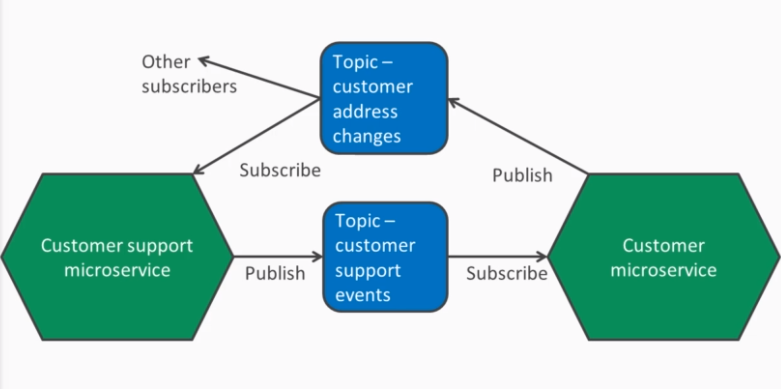 Other
subscribers
Topic –
customer
address
changes
Subscribe
Publish
Customer support
microservice
Topic –
customer
support
events
Customer
microservice
Publish
Subscribe